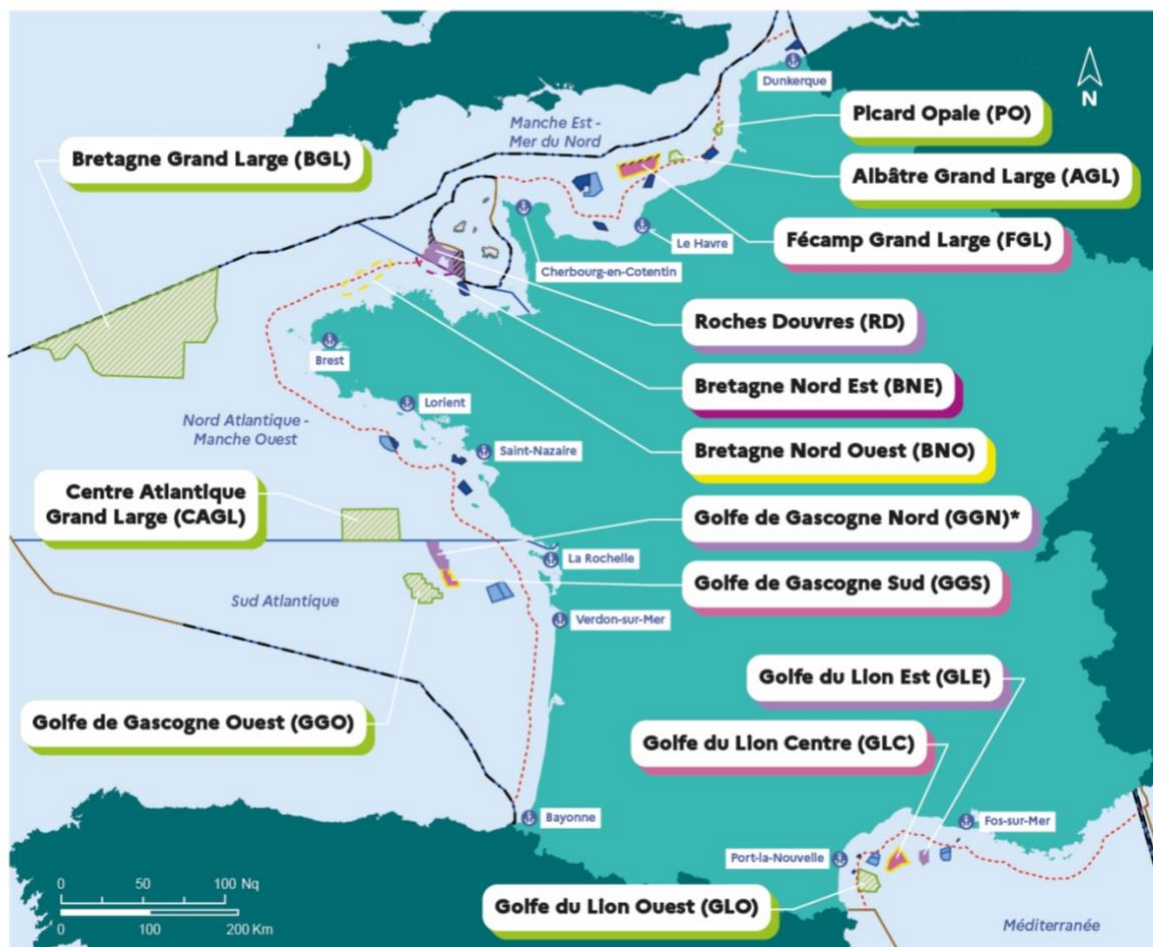 Dunkerque
N
Manche Est -
Mer du Nord
Picard Opale (PO)
Bretagne Grand Large (BGL)
Albâtre Grand Large (AGL)
Le Havre
Fécamp Grand Large (FGL)
Cherbourg-en-Cotentin
Roches Douvres (RD)
Brest
Bretagne Nord Est (BNE)
Lorient
Nord Atlantique -
Manche Ouest
Saint-Nazaire
Bretagne Nord Ouest (BNO)
Centre Atlantique
Grand Large (CAGL)
Golfe de Gascogne Nord (GGN)*
La Rochelle
Golfe de Gascogne Sud (GGS)
Sud Atlantique
Verdon-sur-Mer
Golfe du Lion Est (GLE)
Golfe de Gascogne Ouest (GGO)
Golfe du Lion Centre (GLC)
Bayonne
Fos-sur-Mer
Port-la-Nouvelle
0 50 100 Nq
Golfe du Lion Ouest (GLO)
0 100 200 Km
Méditerranée